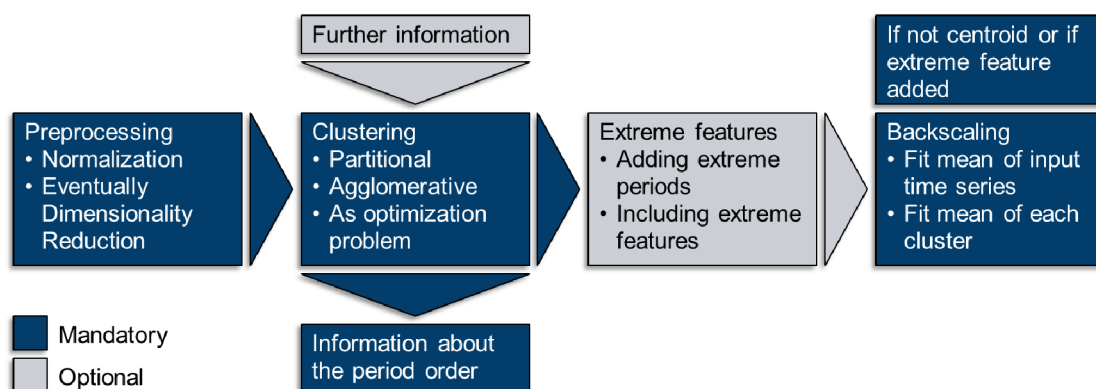 Further information
If not centroid or if
extreme feature
added
Preprocessing
• Normalization
• Eventually
Dimensionality
Reduction
Clustering
• Partitional
• Agglomerative
• As optimization
problem
Extreme features
• Adding extreme
periods
• Including extreme
features
Backscaling
• Fit mean of input
time series
• Fit mean of each
cluster
Information about
the period order
Mandatory
Optional